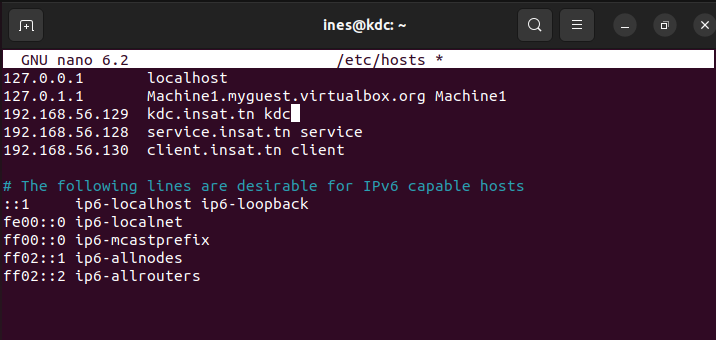 ines@kdc: ~
GNU nano 6.2 /etc/hosts *
127.0.0.1 localhost
127.0.1.1 Machine1.myguest.virtualbox.org Machine1
192.168.56.129 kdc.insat.tn kdc
192.168.56.128 service.insat.tn service
192.168.56.130 client.insat.tn client
# The following lines are desirable for IPv6 capable hosts
::1 ip6-localhost ip6-loopback
fe00::0 ip6-localnet
ff00::0 ip6-mcastprefix
ff02::1 ip6-allnodes
ff02::2 ip6-allrouters